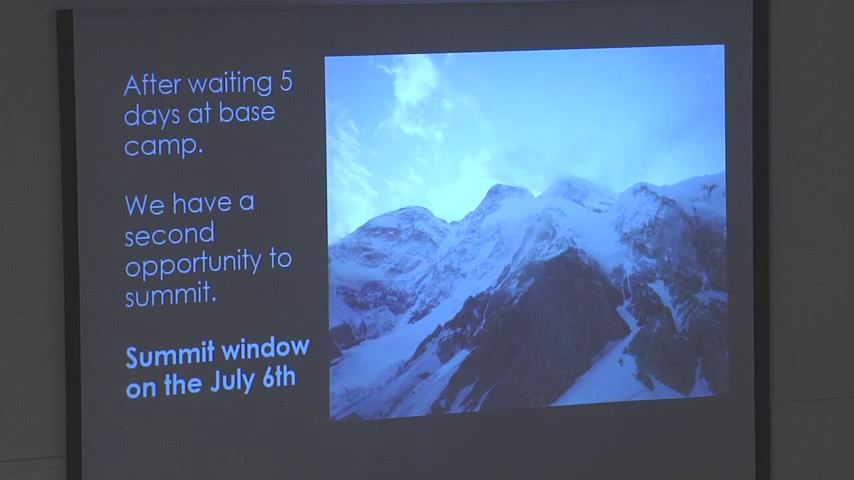 After waiting 5
days at base
camp.
We have a
second
opportunity to
summit.
Summit window
on the July 6th